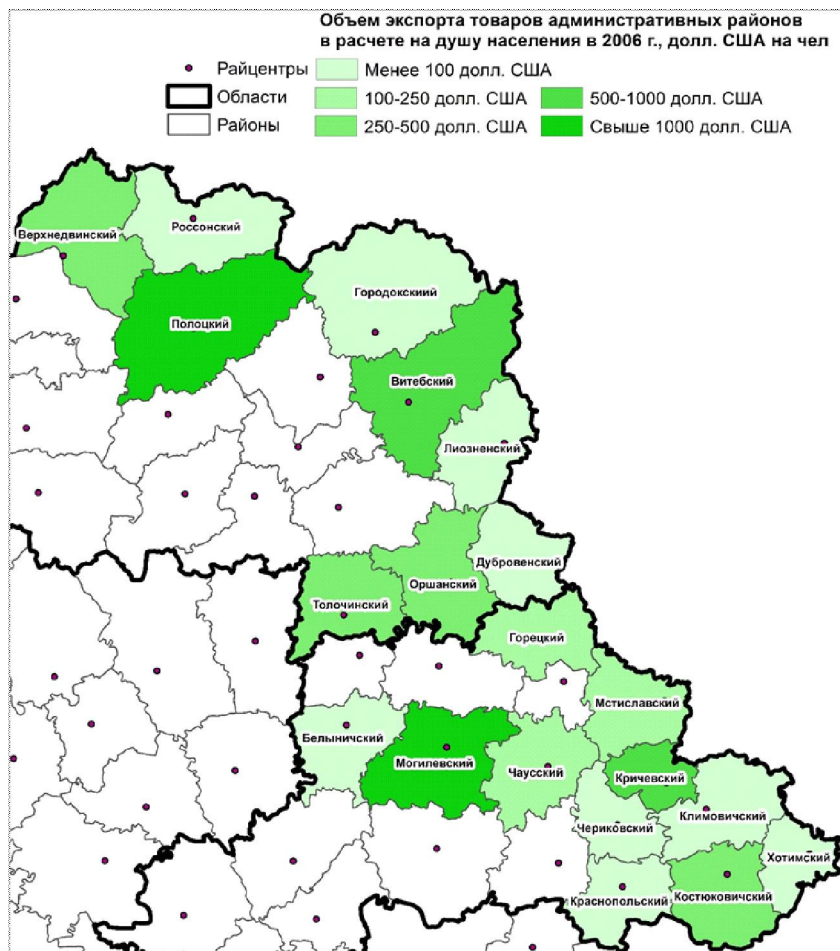 Объем экспорта товаров административных районов
в расчете на душу населения в 2006 г., долл. США на чел
Райцентры
Менее 100 долл. США
Области
100-250 долл. США
500-1000 долл. США
Районы
250-500 долл. США
Свыше 1000 долл. США
Россонский
Верхнедвинский
Городокскиий
Полоцкий
Витебский
Лиозненский
Дубровенский
Оршанский
Толочинский
Горецкий
Мстиславский
Белыничский
Могилевский
Чаусский
Кричевский
Климовичский
Чериковский
Хотимский
Костюковичский
Краснопольский